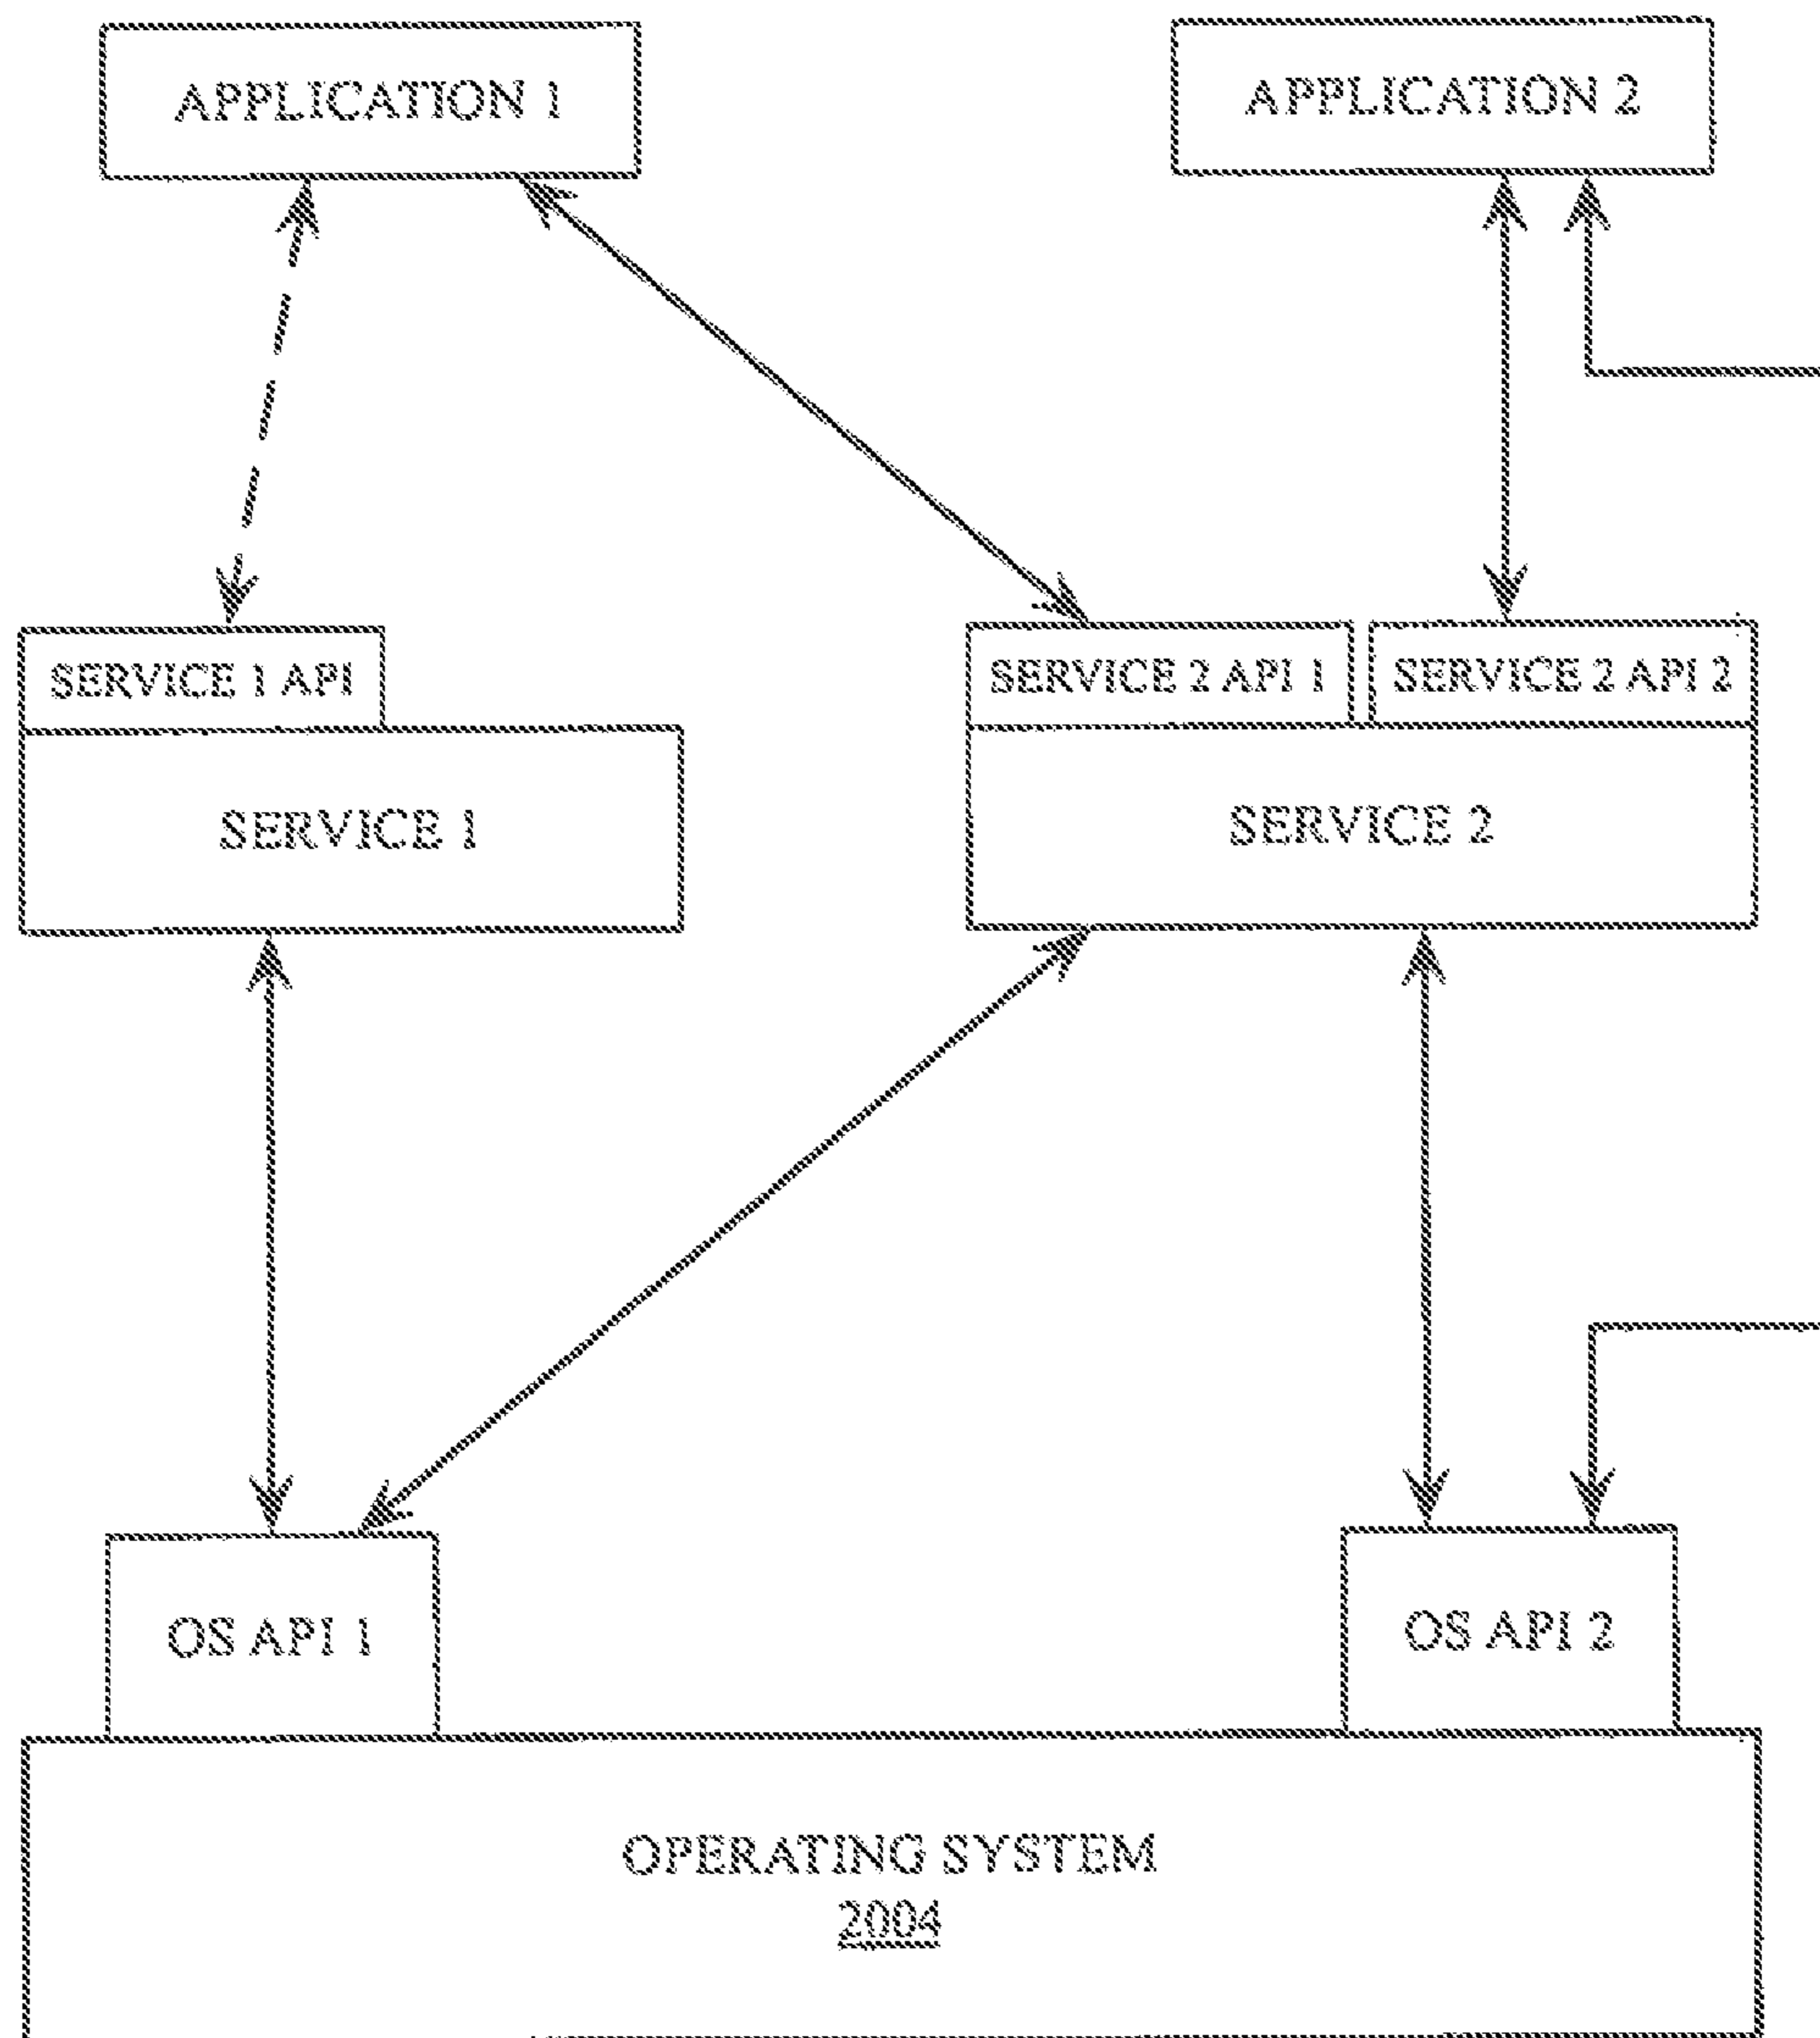 APPLICATION 1
APPLICATION 2
SERVICE 1 API
SERVICE 2 API 1
SERVICE 2 API 2
SERVICE 1
SERVICE 2
OS API 1
OS API 2
OPERATING SYSTEM
2004